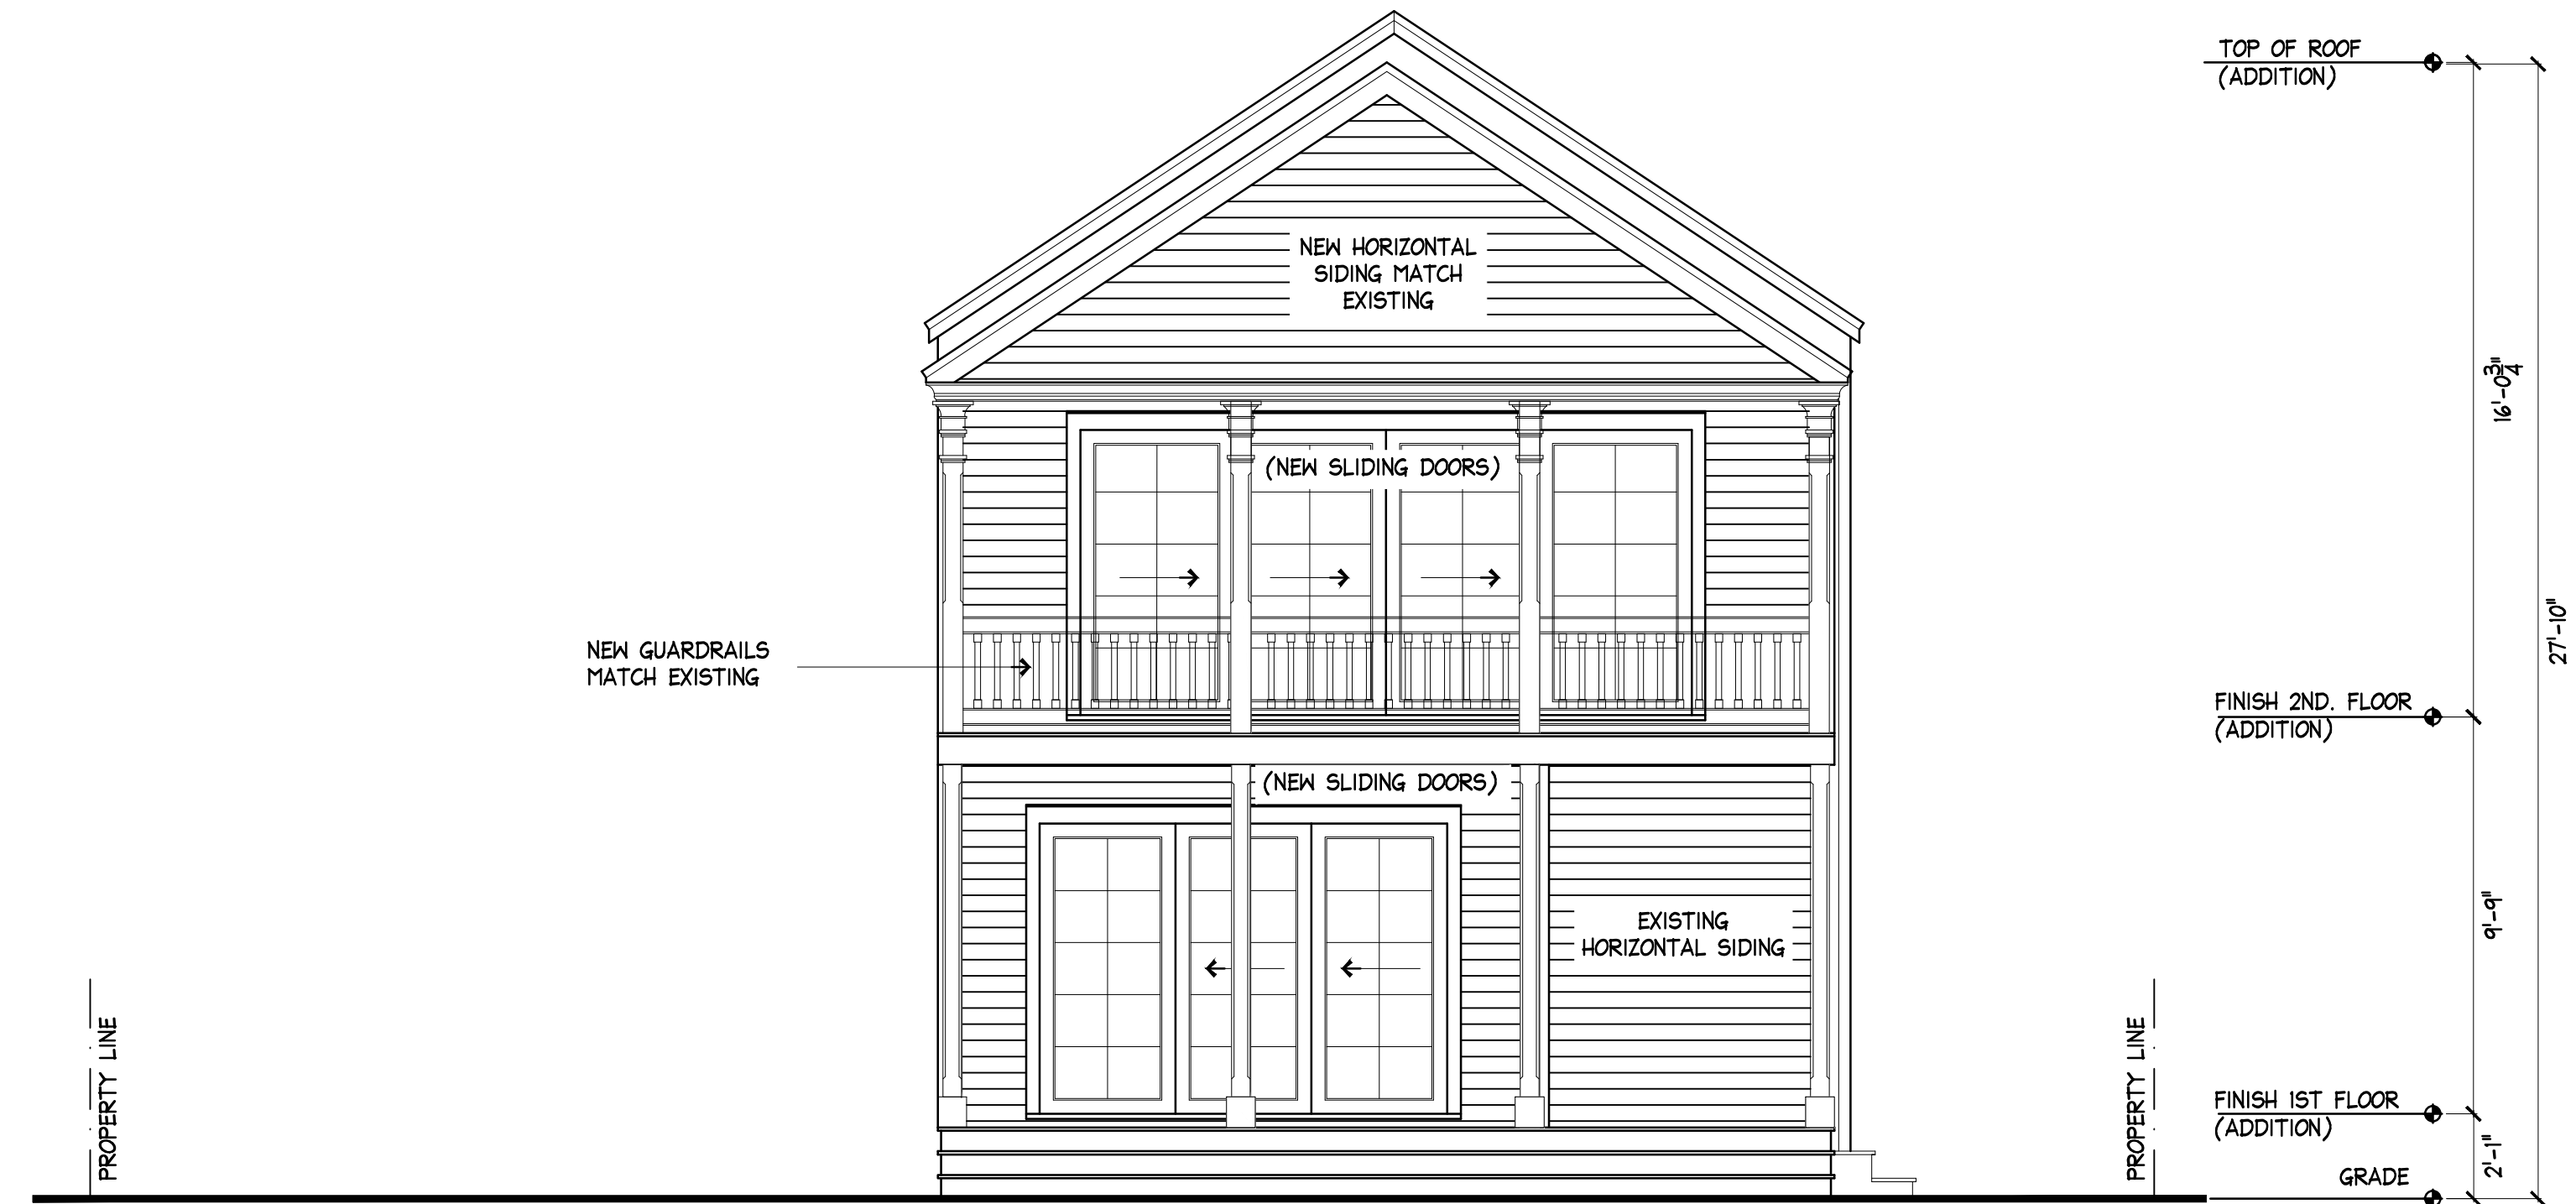 TOP OF ROOF
(ADDITION)
NEW HORIZONTAL
SIDING MATCH
EXISTING
16'-0 3/4"
(NEW SLIDING DOORS)
27'-10"
NEW GUARDRAILS
MATCH EXISTING
FINISH 2ND. FLOOR
(ADDITION)
(NEW SLIDING DOORS)
9'-9"
EXISTING
HORIZONTAL SIDING
PROPERTY LINE
PROPERTY LINE
FINISH 1ST FLOOR
(ADDITION)
2'-1"
GRADE